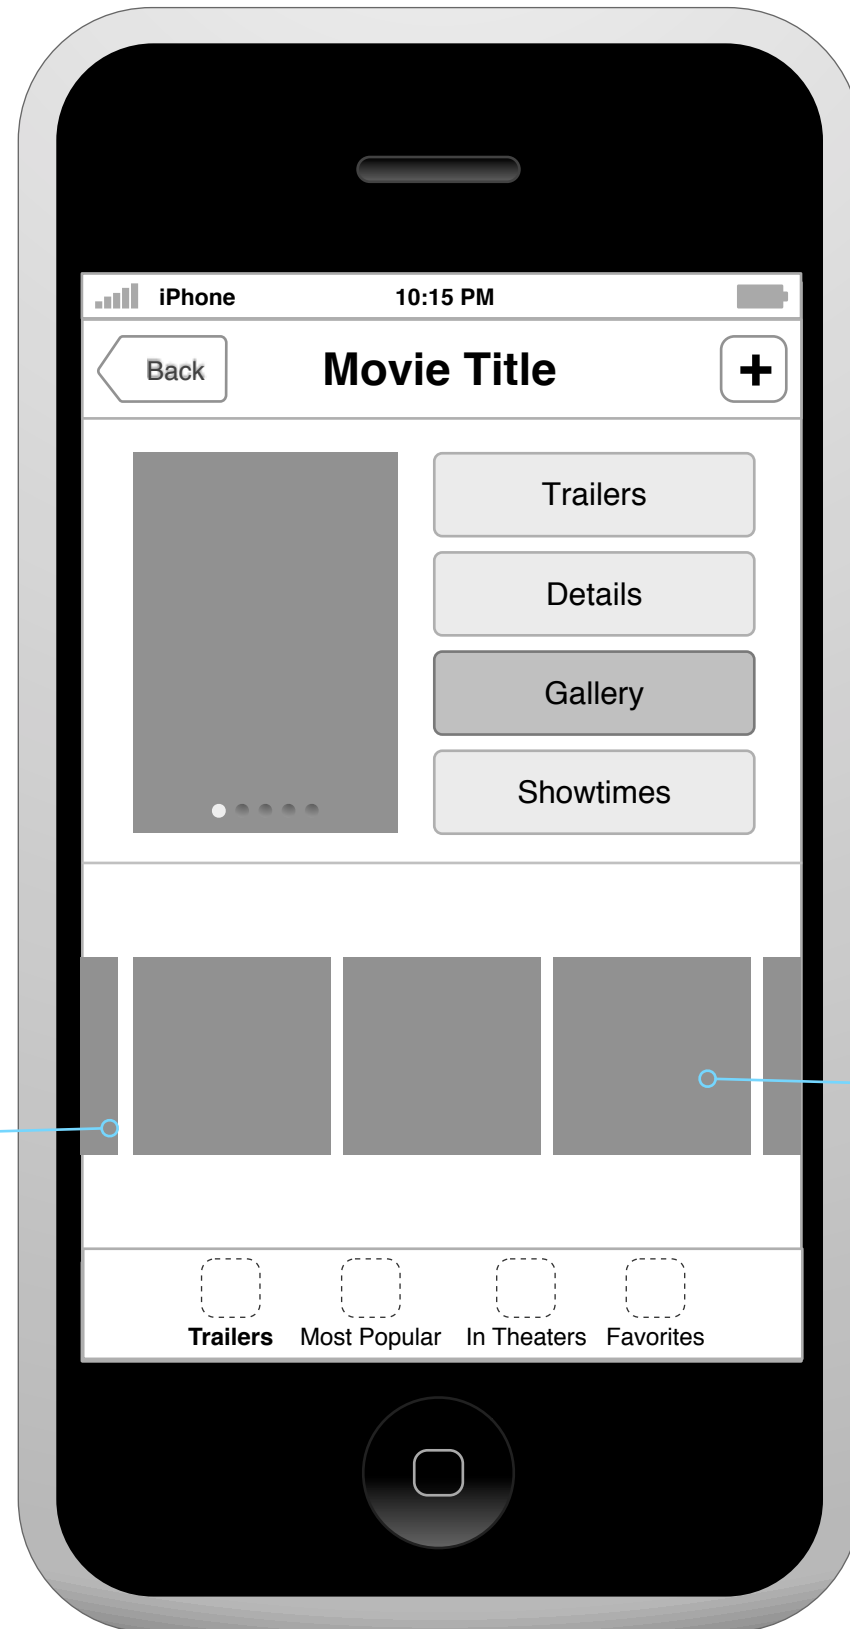 iPhone 10:15 PM
Back Movie Title +
Trailers
Details
Gallery
Showtimes
Trailers Most Popular In Theaters Favorites